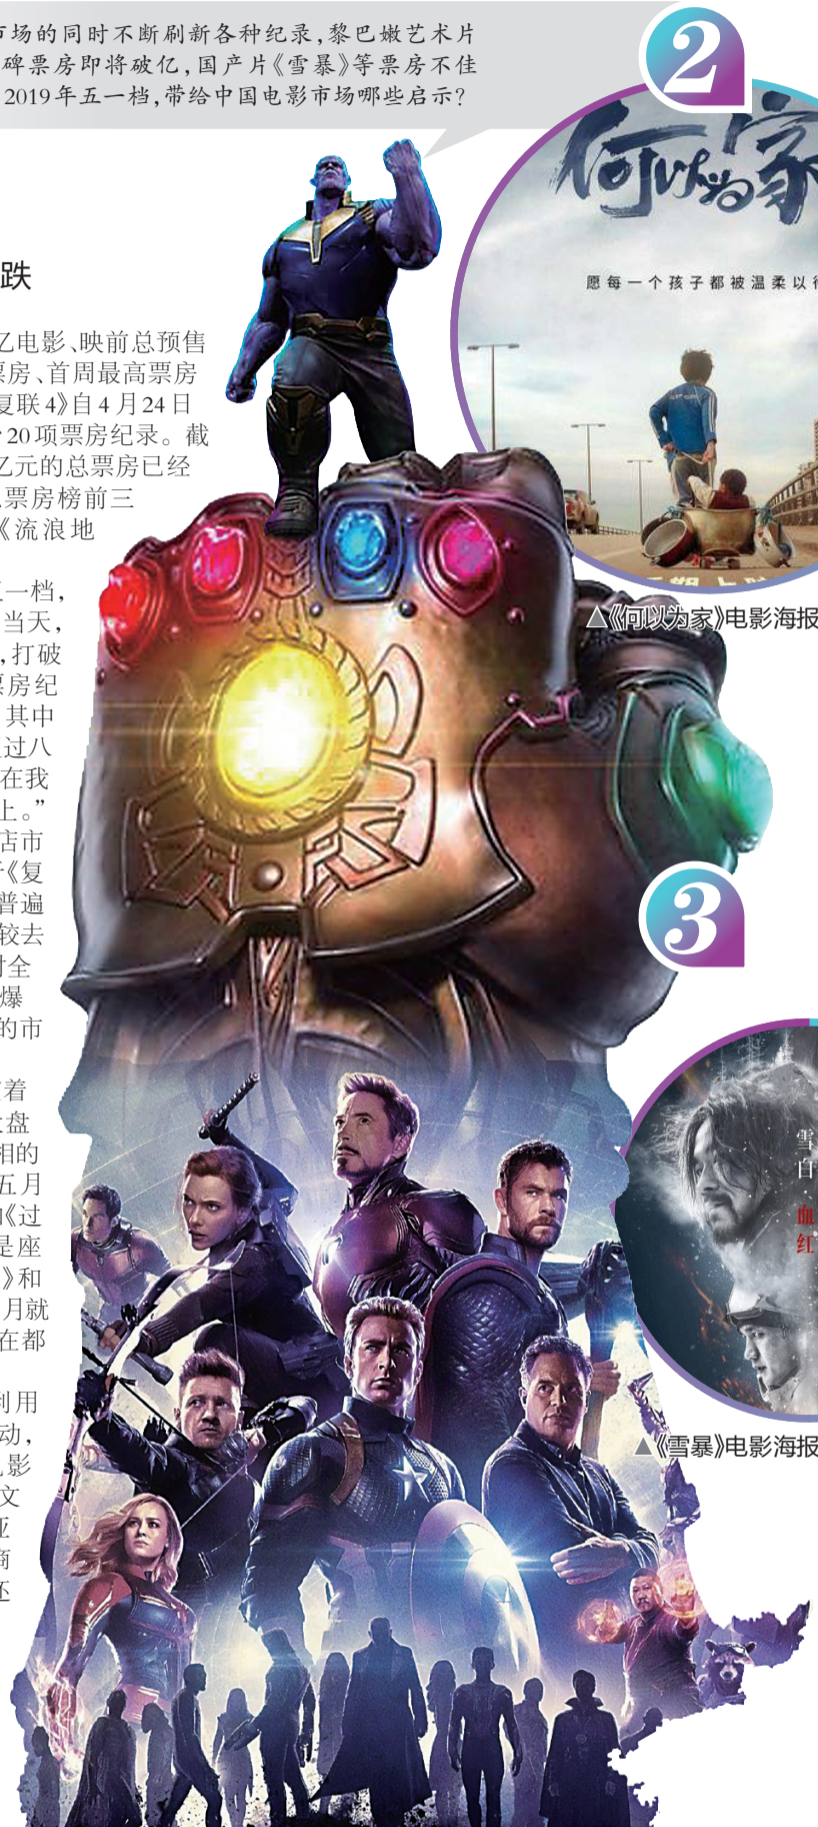 市场的同时不断刷新各种纪录，黎巴嫩艺术片
碑票房即将破亿，国产片《雪暴》等票房不佳
2019年五一档，带给中国电影市场哪些启示？
2
何以为家
愿每一个孩子都被温柔以待
▲《何以为家》电影海报
跌
亿电影、映前总预售
票房、首周最高票房
复联4》自4月24日
20项票房纪录。截
亿元的总票房已经
票房榜前三
《流浪地
一档，
当天，
，打破
票房纪
其中
过八
在我
上。”
店市
《复
普遍
较去
全
爆
的市
着
盘
相的
五月
《过
是座
》和
月就
在都
利用
动，
影
文
亚
商
还
3
雪白
血红
▲《雪暴》电影海报